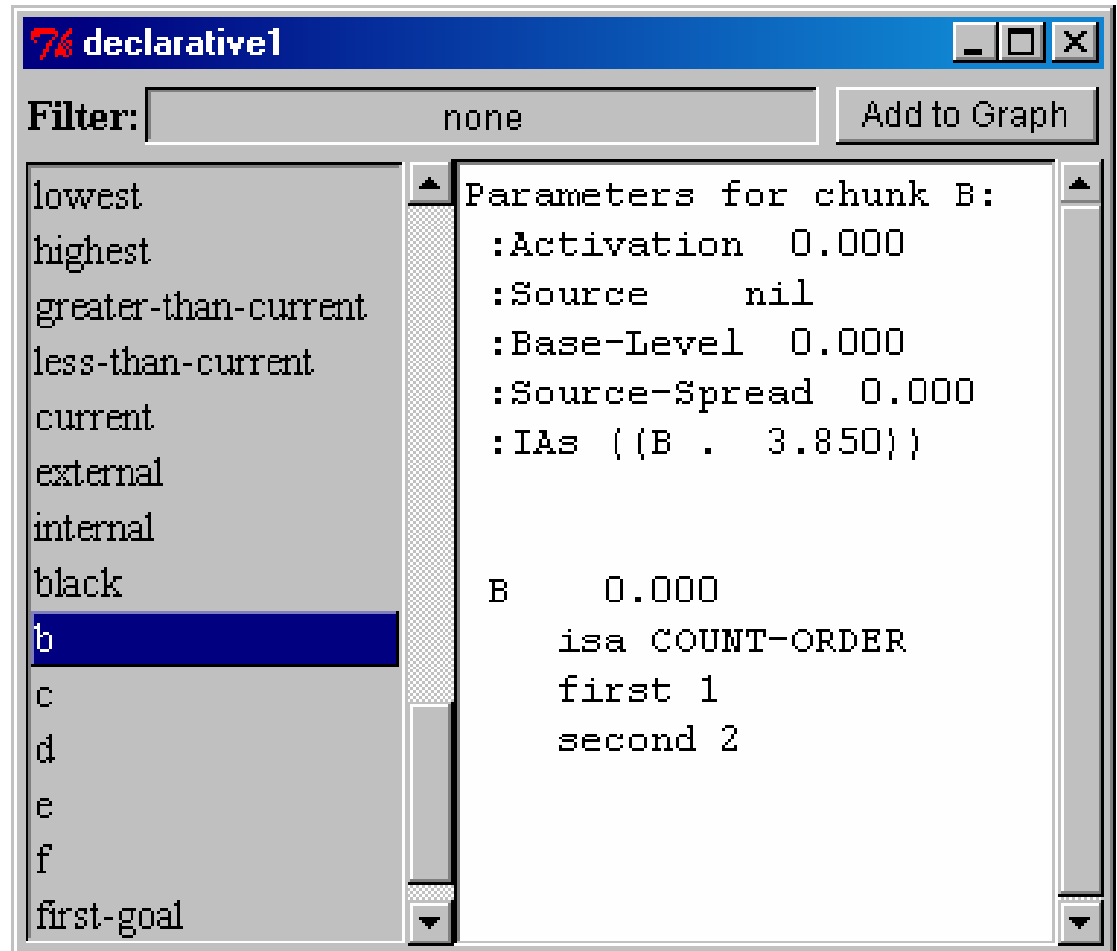 declarative1
Filter: none Add to Graph
lowest
highest
greater-than-current
less-than-current
current
external
internal
black
b
c
d
e
f
first-goal
Parameters for chunk B:
:Activation 0.000
:Source nil
:Base-Level 0.000
:Source-Spread 0.000
:IAs ((B . 3.850))
B 0.000
isa COUNT-ORDER
first 1
second 2